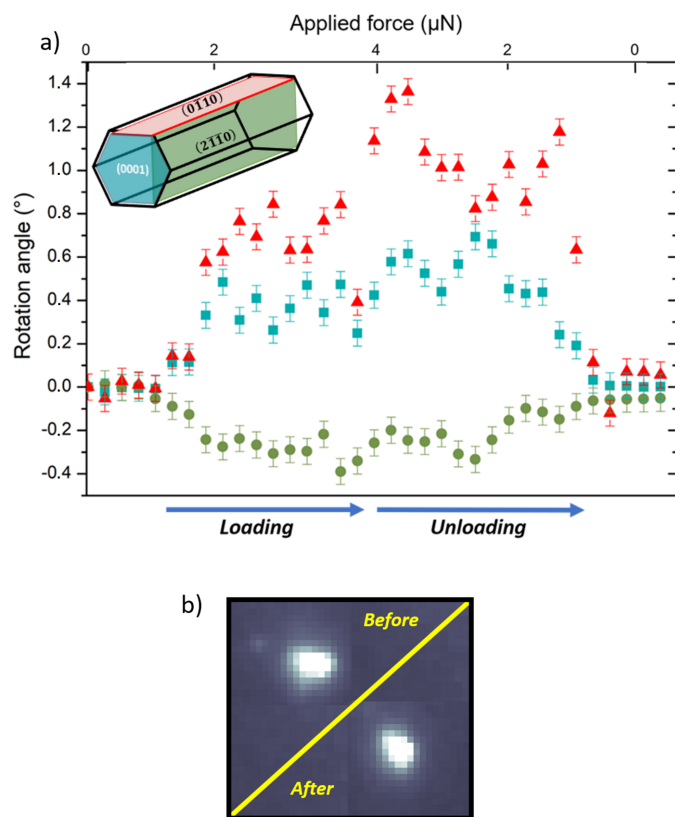 Applied force (µN)
a)
0 2 4 2 0
1.4
1.2
1.0
0.8
0.6
0.4
0.2
0.0
-0.2
-0.4
Rotation angle (°)
(01̄10)
(21̄1̄0)
(0001)
Loading
Unloading
b)
Before
After